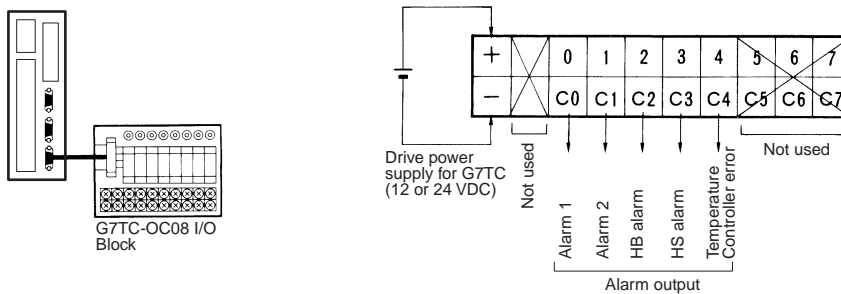 G7TC-OC08 I/O
Block
+ 0 1 2 3 4 5 6 7
− C0 C1 C2 C3 C4 C5 C6 C7
Drive power
supply for G7TC
(12 or 24 VDC)
Not used
Alarm 1
Alarm 2
HB alarm
HS alarm
Temperature
Controller error
Not used
Alarm output